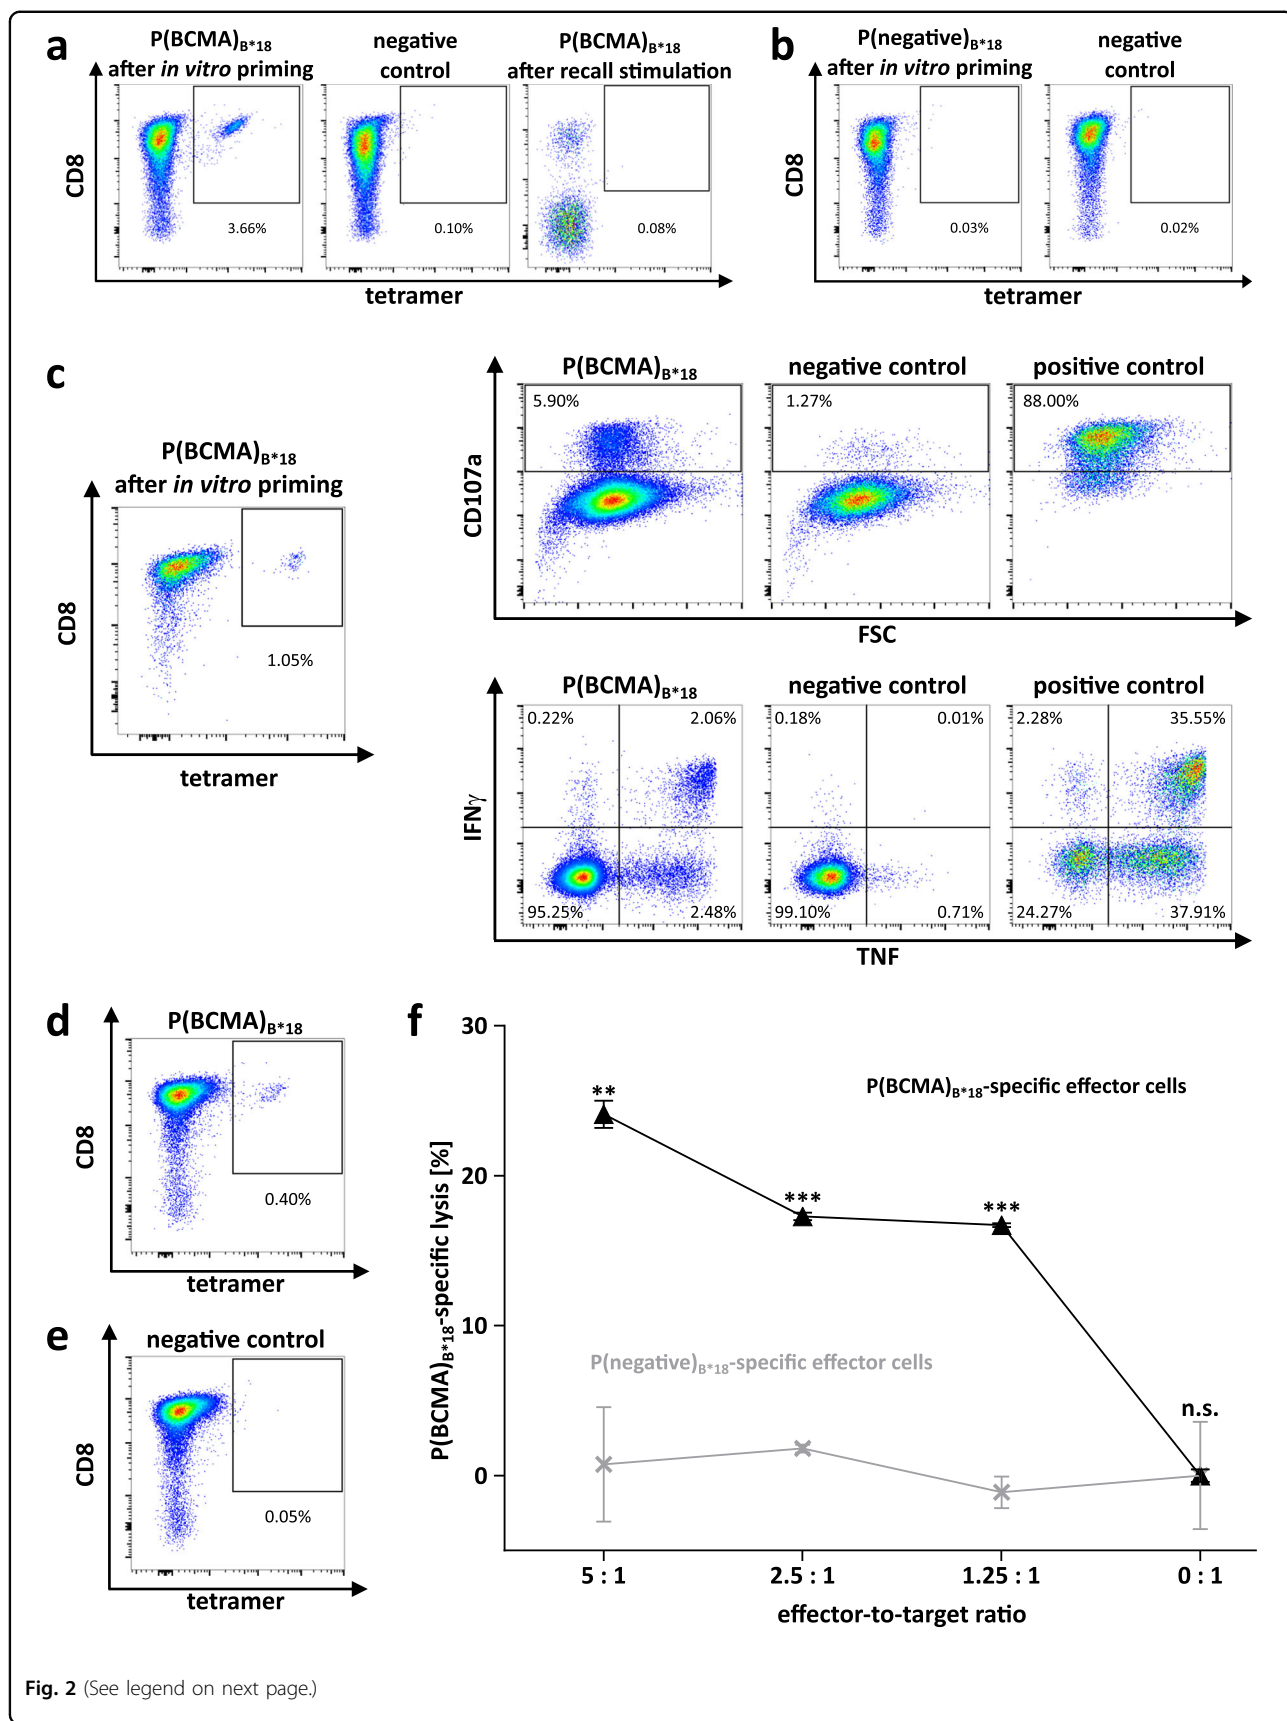 a
P(BCMA)B*18
after in vitro priming
negative
control
P(BCMA)B*18
after recall stimulation
CD8
3.66%
0.10%
0.08%
tetramer
b
P(negative)B*18
after in vitro priming
negative
control
CD8
0.03%
0.02%
tetramer
c
P(BCMA)B*18
after in vitro priming
CD8
1.05%
tetramer
P(BCMA)B*18
negative control
positive control
CD107a
5.90%
1.27%
88.00%
FSC
P(BCMA)B*18
negative control
positive control
IFNγ
0.22%
2.06%
0.18%
0.01%
2.28%
35.55%
95.25%
2.48%
99.10%
0.71%
24.27%
37.91%
TNF
d
P(BCMA)B*18
CD8
0.40%
tetramer
e
negative control
CD8
0.05%
tetramer
f
P(BCMA)B*18-specific lysis [%]
30
20
10
0
**
***
***
n.s.
P(BCMA)B*18-specific effector cells
P(negative)B*18-specific effector cells
5 : 1
2.5 : 1
1.25 : 1
0 : 1
effector-to-target ratio
Fig. 2 (See legend on next page.)